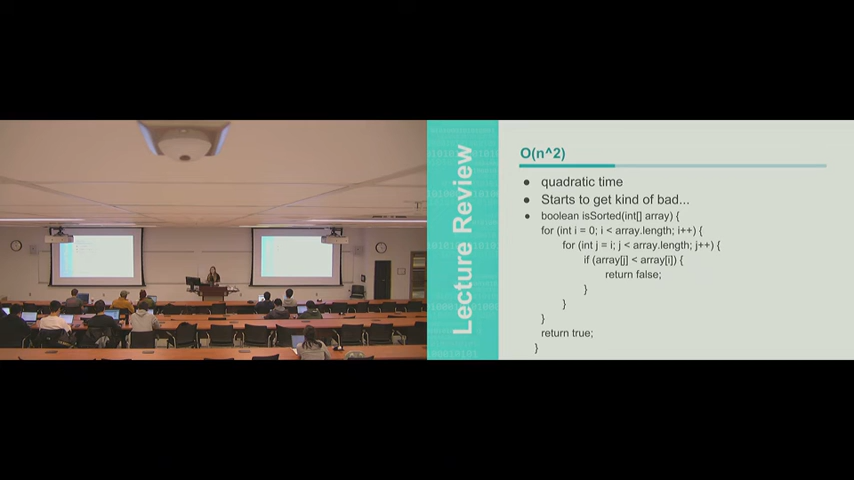 Lecture Review
O(n^2)
● quadratic time
● Starts to get kind of bad...
● boolean isSorted(int[] array) {
for (int i = 0; i < array.length; i++) {
for (int j = i; j < array.length; j++) {
if (array[j] < array[i]) {
return false;
}
}
}
return true;
}